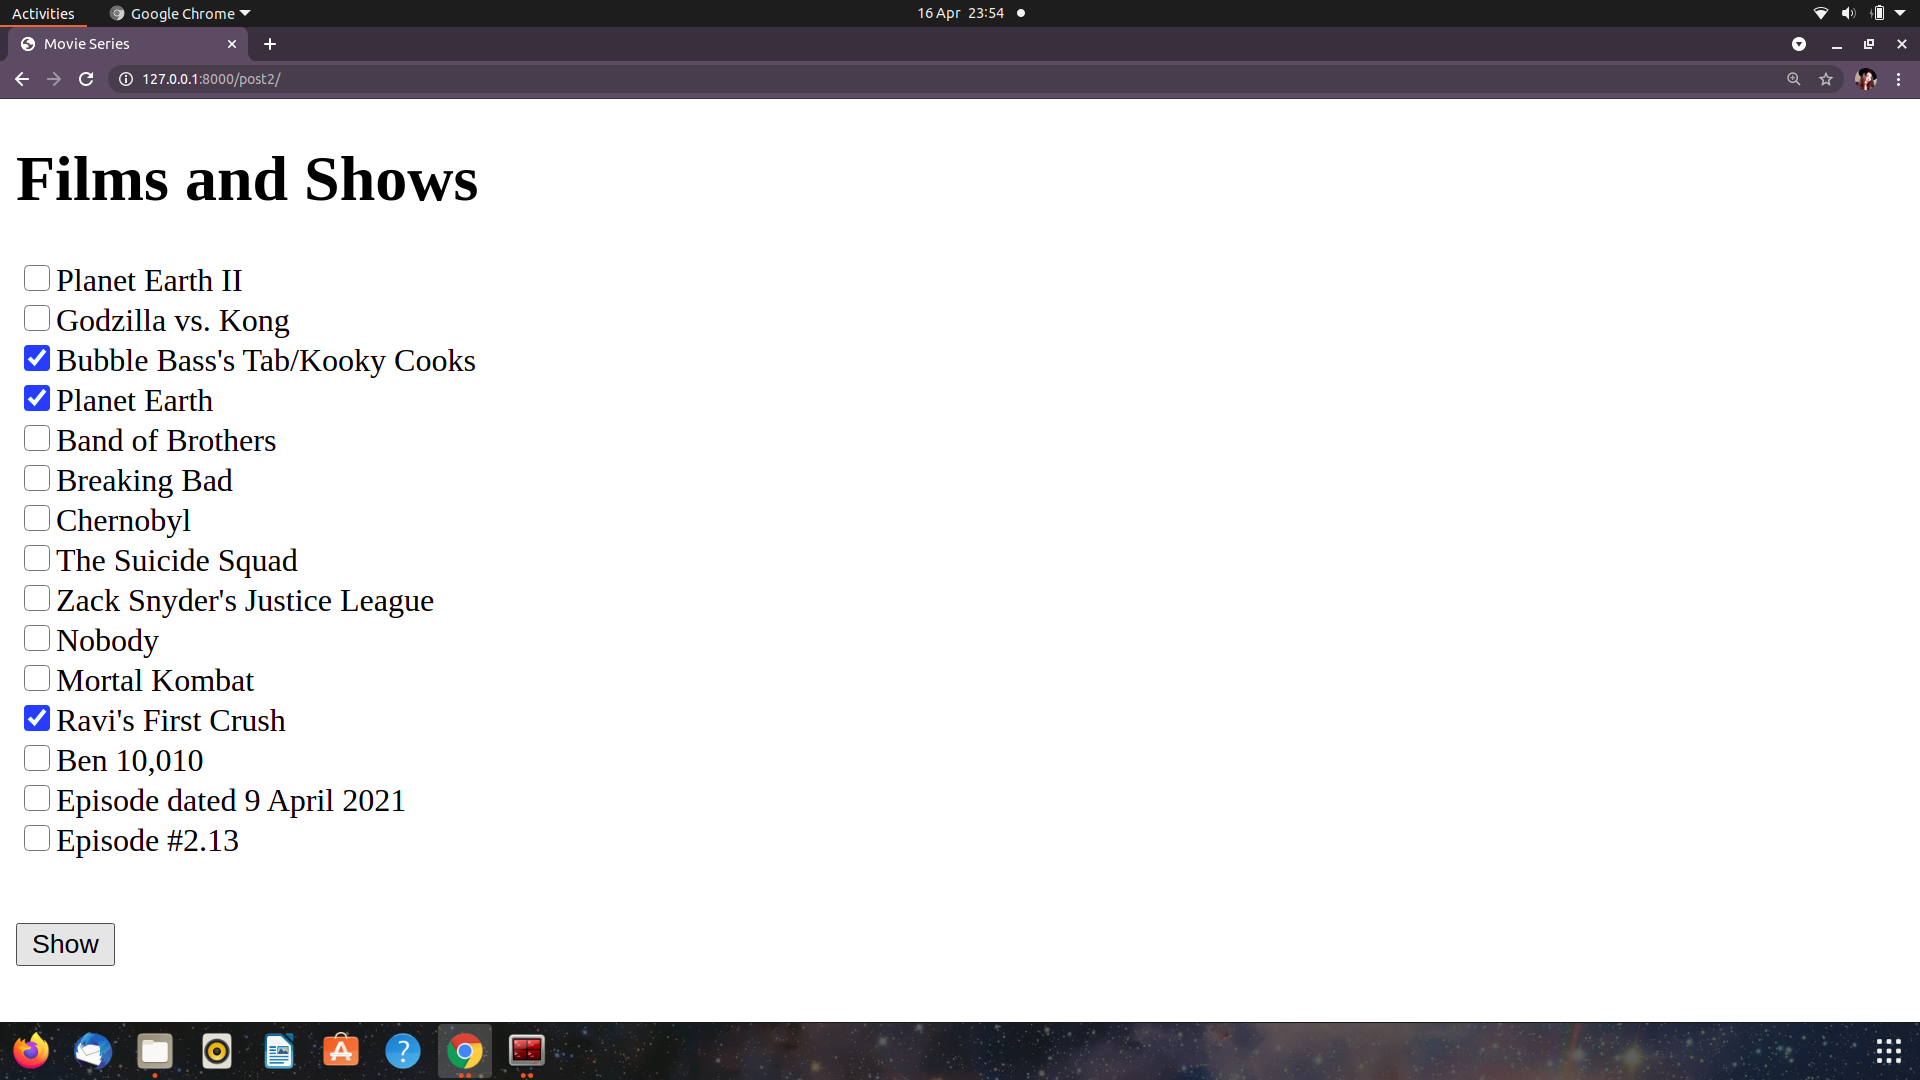 Activities
Google Chrome
16 Apr 23:54
Movie Series
127.0.0.1:8000/post2/
Films and Shows
Planet Earth II
Godzilla vs. Kong
Bubble Bass's Tab/Kooky Cooks
Planet Earth
Band of Brothers
Breaking Bad
Chernobyl
The Suicide Squad
Zack Snyder's Justice League
Nobody
Mortal Kombat
Ravi's First Crush
Ben 10,010
Episode dated 9 April 2021
Episode #2.13
Show